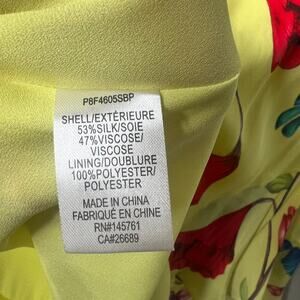 P8F4605SBP
SHELL/EXTÉRIEURE
53%SILK/SOIE
47%VISCOSE/
VISCOSE
LINING/DOUBLURE
100%POLYESTER/
POLYESTER
MADE IN CHINA
FABRIQUÉ EN CHINE
RN#145761
CA#26689